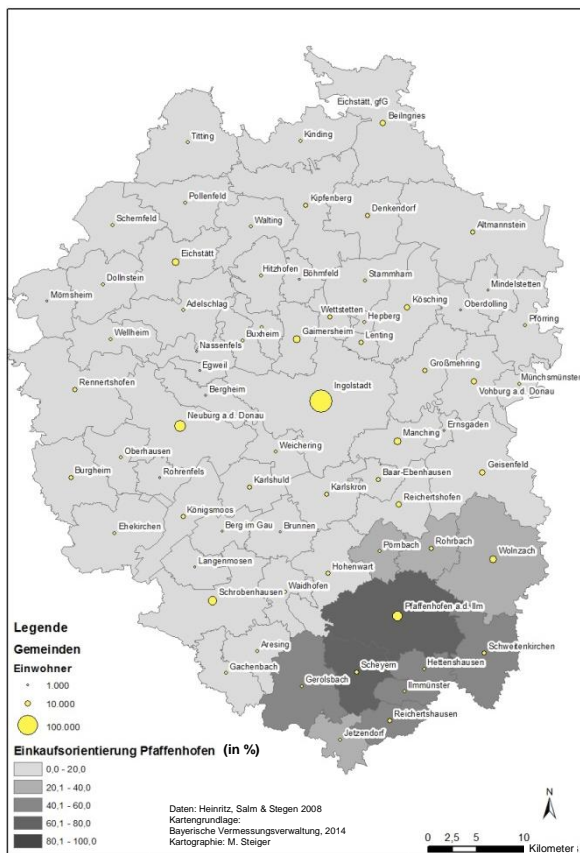 Eichstätt, gfG
Beilngries
Titting
Kinding
Pollenfeld
Kipfenberg
Denkendorf
Schernfeld
Walting
Altmannstein
Eichstätt
Hitzhofen
Böhmfeld
Stammham
Dollnstein
Mindelstetten
Mörnsheim
Adelschlag
Kösching
Oberdolling
Wettstetten
Hepberg
Pförring
Wellheim
Buxheim
Gaimersheim
Lenting
Nassenfels
Egweil
Großmehring
Münchsmünster
Rennertshofen
Bergheim
Ingolstadt
Vohburg a.d. Donau
Neuburg a.d. Donau
Ernsgaden
Manching
Oberhausen
Weichering
Burgheim
Rohrenfels
Karlshuld
Baar-Ebenhausen
Geisenfeld
Karlskron
Reichertshofen
Königsmoos
Ehekirchen
Berg im Gau
Brunnen
Pörnbach
Rohrbach
Wolnzach
Langenmosen
Hohenwart
Waidhofen
Schrobenhausen
Pfaffenhofen a.d. Ilm
Aresing
Schweitenkirchen
Gachenbach
Gerolsbach
Scheyern
Hettenshausen
Ilmmünster
Reichertshausen
Jetzendorf
Legende
Gemeinden
Einwohner
1.000
10.000
100.000
Einkaufsorientierung Pfaffenhofen (in %)
0,0 - 20,0
20,1 - 40,0
40,1 - 60,0
60,1 - 80,0
80,1 - 100,0
Daten: Heinritz, Salm & Stegen 2008
Kartengrundlage:
Bayerische Vermessungsverwaltung, 2014
Kartographie: M. Steiger
N
0 2,5 5 10
Kilometer